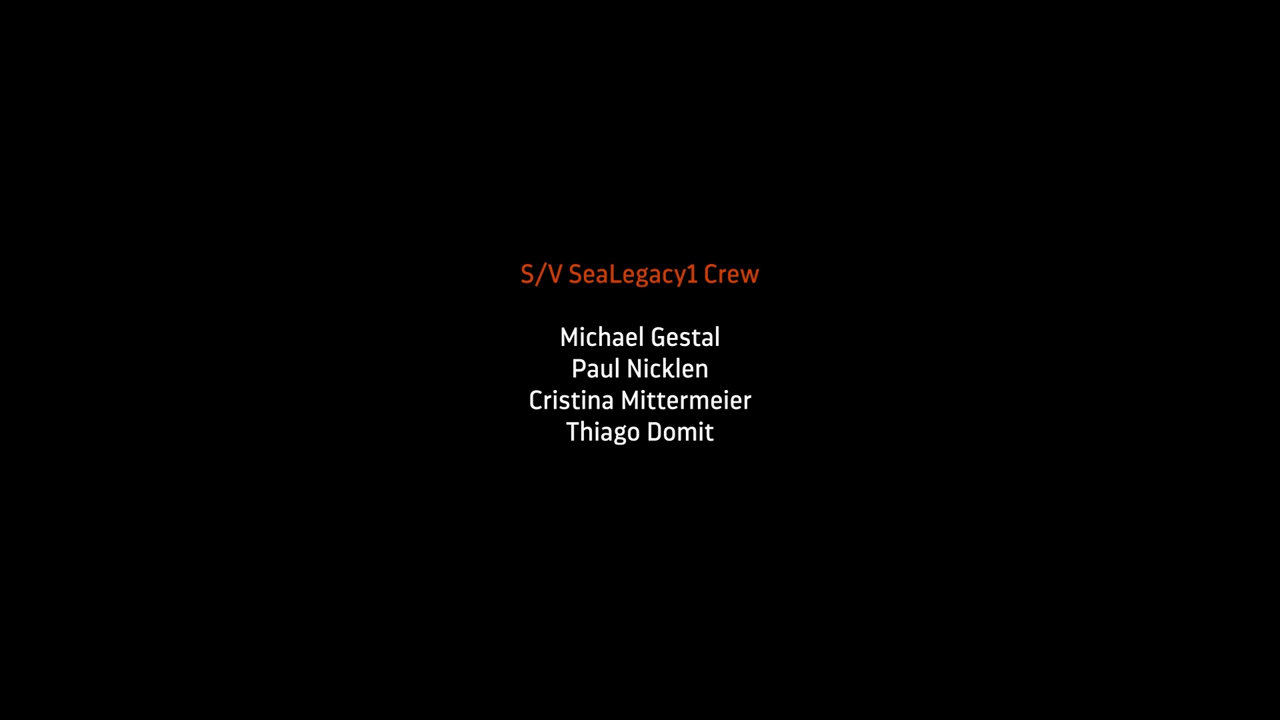 S/V SeaLegacy1 Crew
Michael Gestal
Paul Nicklen
Cristina Mittermeier
Thiago Domit